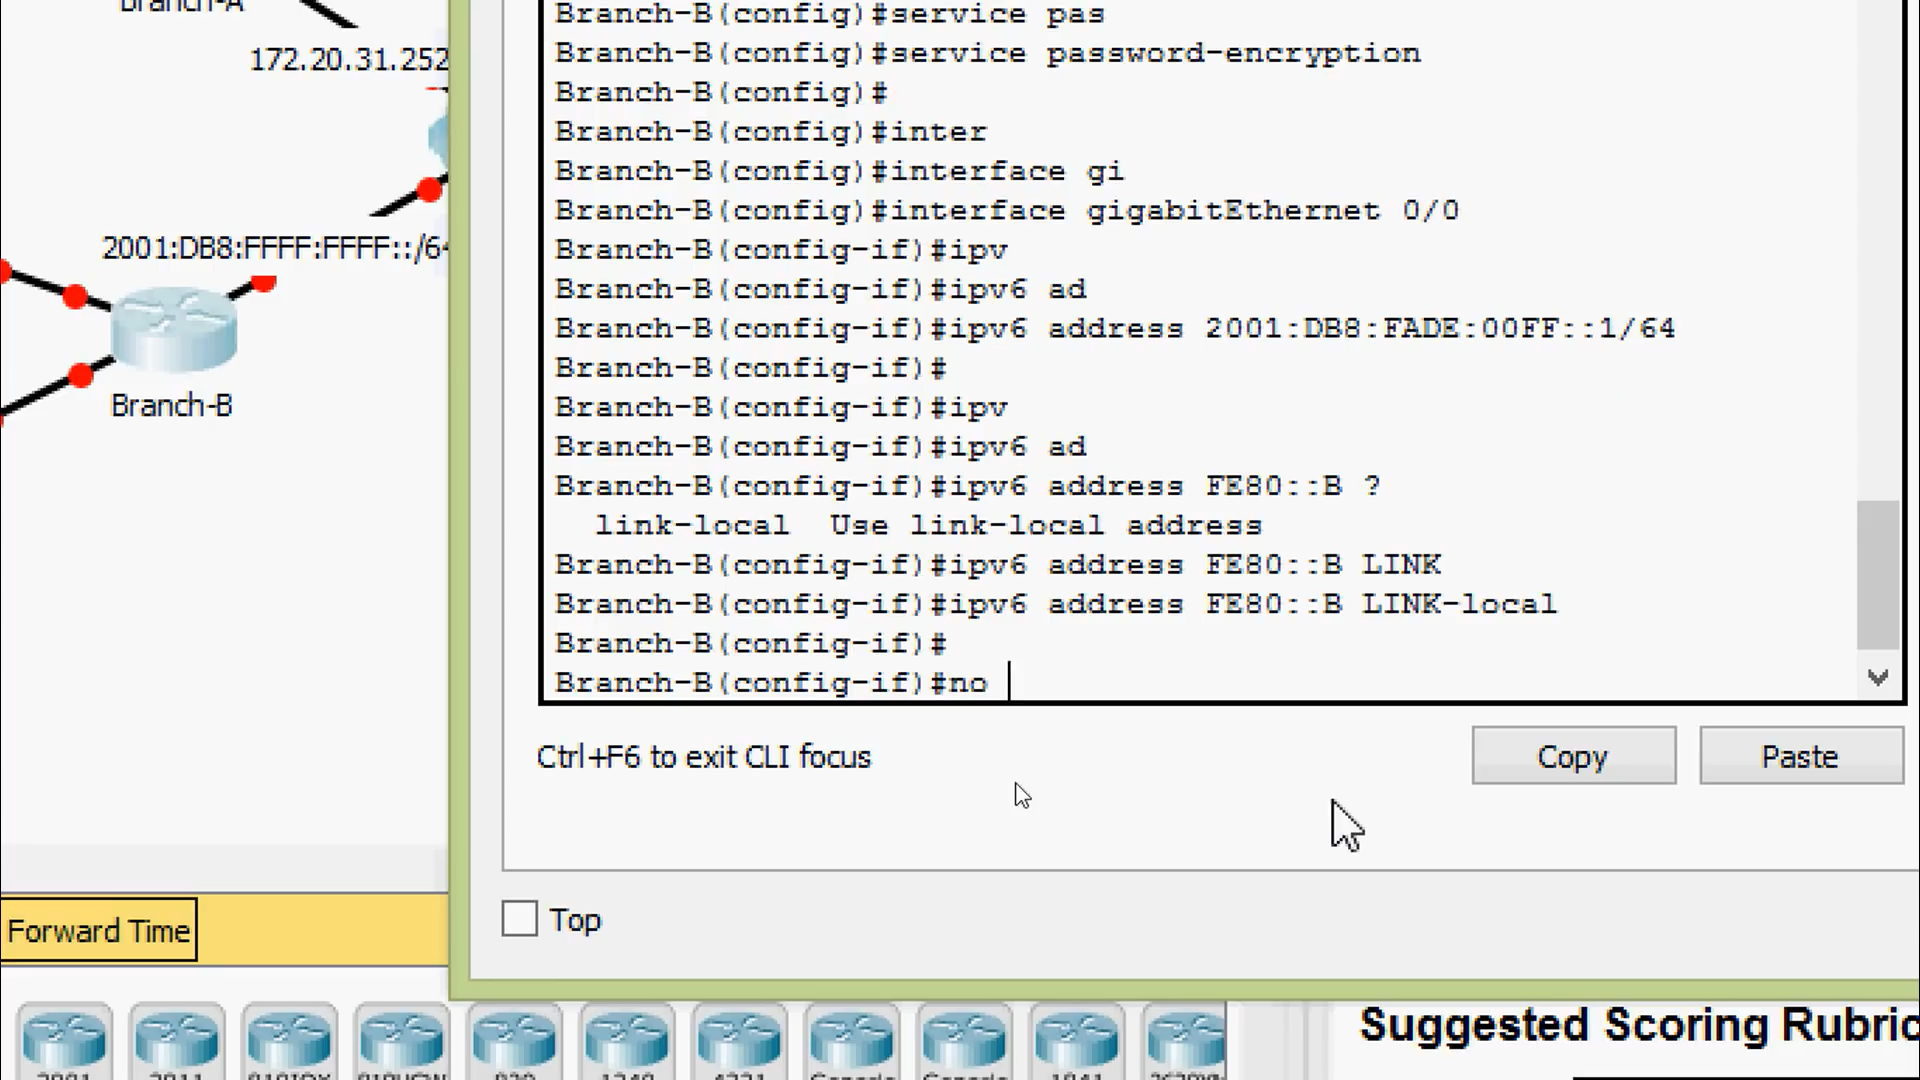 Branch-A
172.20.31.252
2001:DB8:FFFF:FFFF::/64
Branch-B
Branch-B(config)#service pas
Branch-B(config)#service password-encryption
Branch-B(config)#
Branch-B(config)#inter
Branch-B(config)#interface gi
Branch-B(config)#interface gigabitEthernet 0/0
Branch-B(config-if)#ipv
Branch-B(config-if)#ipv6 ad
Branch-B(config-if)#ipv6 address 2001:DB8:FADE:00FF::1/64
Branch-B(config-if)#
Branch-B(config-if)#ipv
Branch-B(config-if)#ipv6 ad
Branch-B(config-if)#ipv6 address FE80::B ?
link-local Use link-local address
Branch-B(config-if)#ipv6 address FE80::B LINK
Branch-B(config-if)#ipv6 address FE80::B LINK-local
Branch-B(config-if)#
Branch-B(config-if)#no
Ctrl+F6 to exit CLI focus
Copy
Paste
Top
Forward Time
Suggested Scoring Rubric